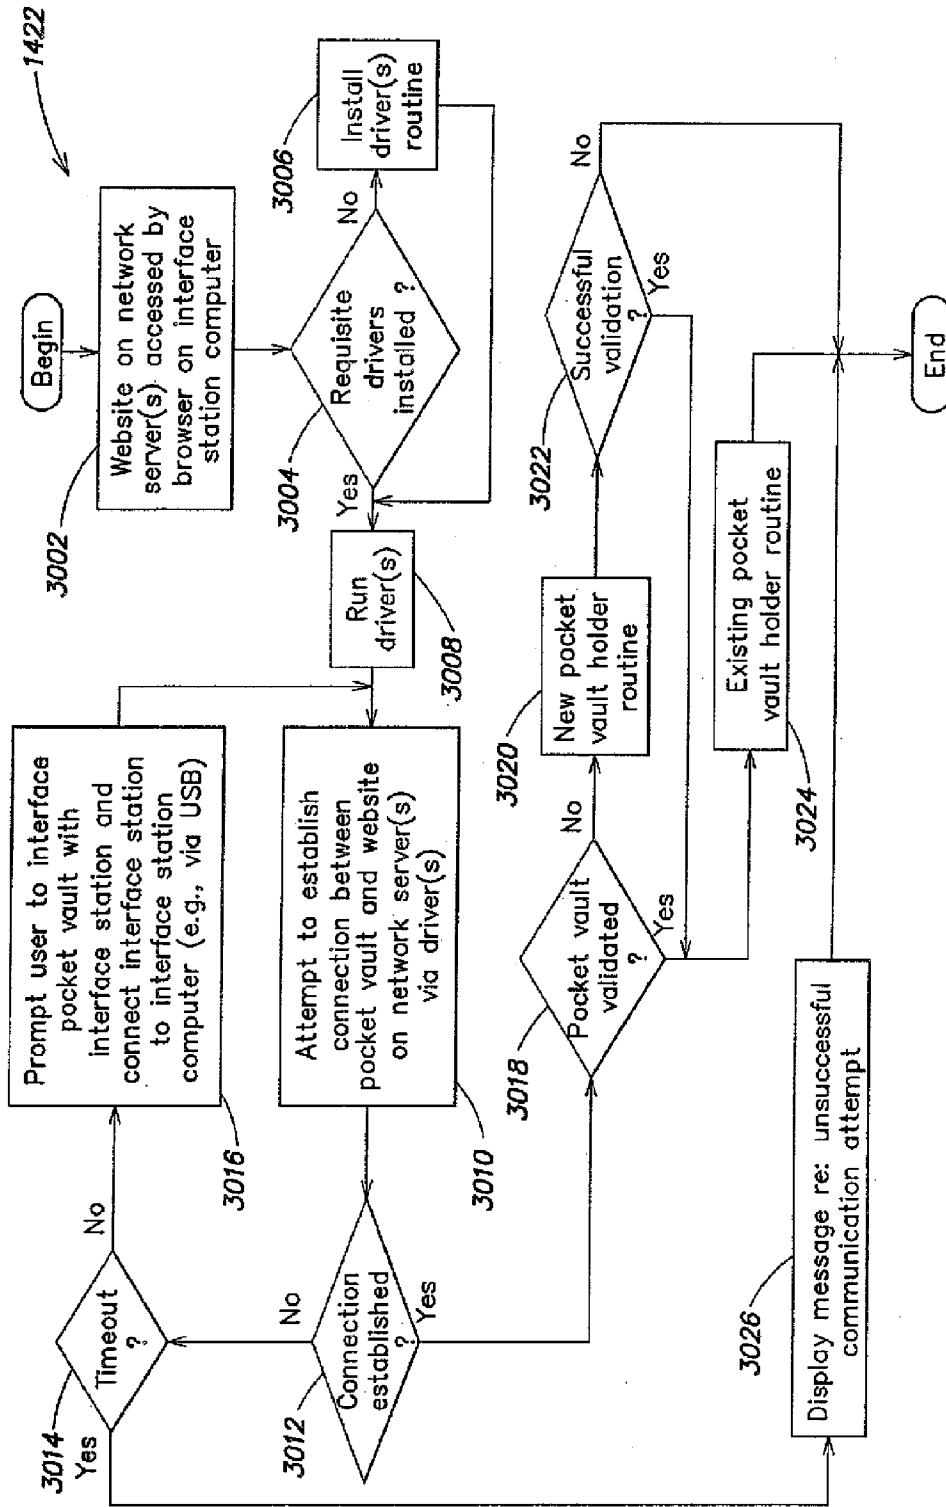 1422
Begin
3002
Website on network
server(s) accessed by
browser on interface
station computer
3004
Requisite
drivers
installed ?
No
Yes
3006
Install
driver(s)
routine
Run
driver(s)
3008
3016
Prompt user to interface
pocket vault with
interface station and
connect interface station
to interface station
computer (e.g., via USB)
3010
Attempt to establish
connection between
pocket vault and website
on network server(s)
via driver(s)
3012
Connection
established
?
No
Yes
3014
Timeout
?
No
Yes
3018
Pocket vault
validated
?
No
Yes
3020
New pocket
vault holder
routine
3022
Successful
validation
?
No
Yes
Existing pocket
vault holder routine
3024
3026
Display message re: unsuccessful
communication attempt
End